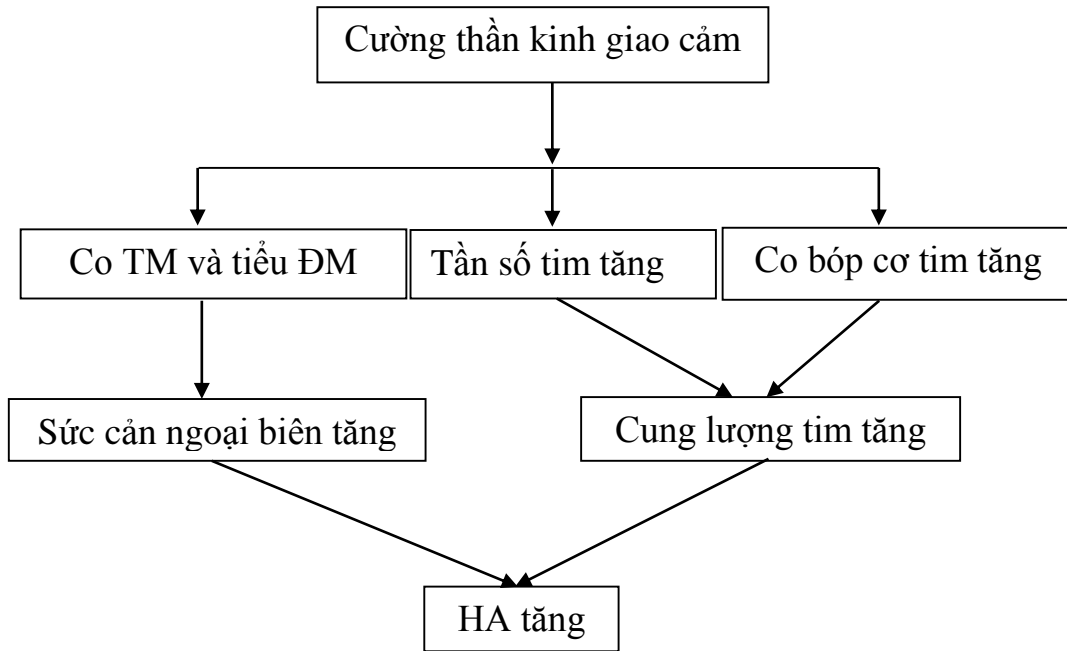 Cường thần kinh giao cảm
Co TM và tiểu ĐM
Tần số tim tăng
Co bóp cơ tim tăng
Sức cản ngoại biên tăng
Cung lượng tim tăng
HA tăng